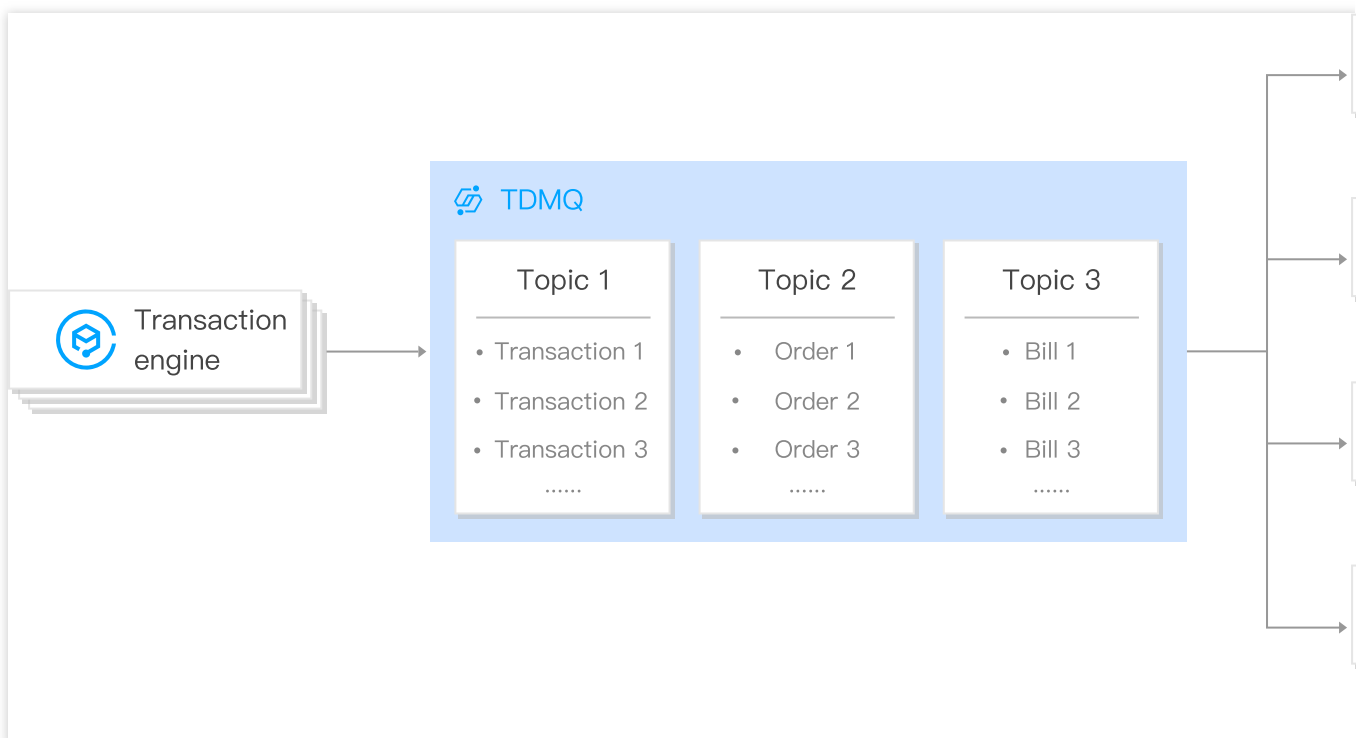 TDMQ
Transaction
engine
Topic 1
• Transaction 1
• Transaction 2
• Transaction 3
······
Topic 2
• Order 1
• Order 2
• Order 3
······
Topic 3
• Bill 1
• Bill 2
• Bill 3
······